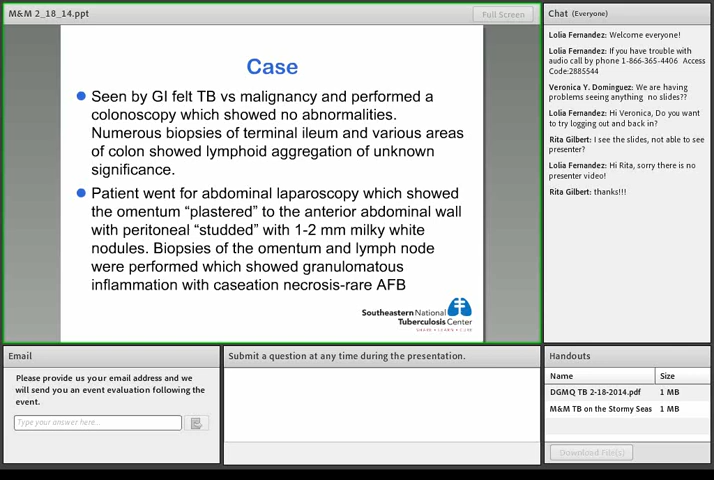 M&M 2_18_14.ppt
Full Screen
Case
Seen by GI felt TB vs malignancy and performed a
colonoscopy which showed no abnormalities.
Numerous biopsies of terminal ileum and various areas
of colon showed lymphoid aggregation of unknown
significance.
Patient went for abdominal laparoscopy which showed
the omentum “plastered” to the anterior abdominal wall
with peritoneal “studded” with 1-2 mm milky white
nodules. Biopsies of the omentum and lymph node
were performed which showed granulomatous
inflammation with caseation necrosis-rare AFB
Southeastern National
Tuberculosis Center
Chat (Everyone)
Lolia Fernandez: Welcome everyone!
Lolia Fernandez: If you have trouble with
audio call by phone 1-866-365-4406 Access
Code:2885544
Veronica Y. Dominguez: We are having
problems seeing anything no slides??
Lolia Fernandez: Hi Veronica, Do you want
to try logging out and back in?
Rita Gilbert: I see the slides, not able to see
presenter?
Lolia Fernandez: Hi Rita, sorry there is no
presenter video!
Rita Gilbert: thanks!!!
Email
Please provide us your email address and we
will send you an event evaluation following the
event.
Type your answer here...
Submit a question at any time during the presentation.
Handouts
Name Size
DGMQ TB 2-18-2014.pdf 1 MB
M&M TB on the Stormy Seas 1 MB
Download File(s)